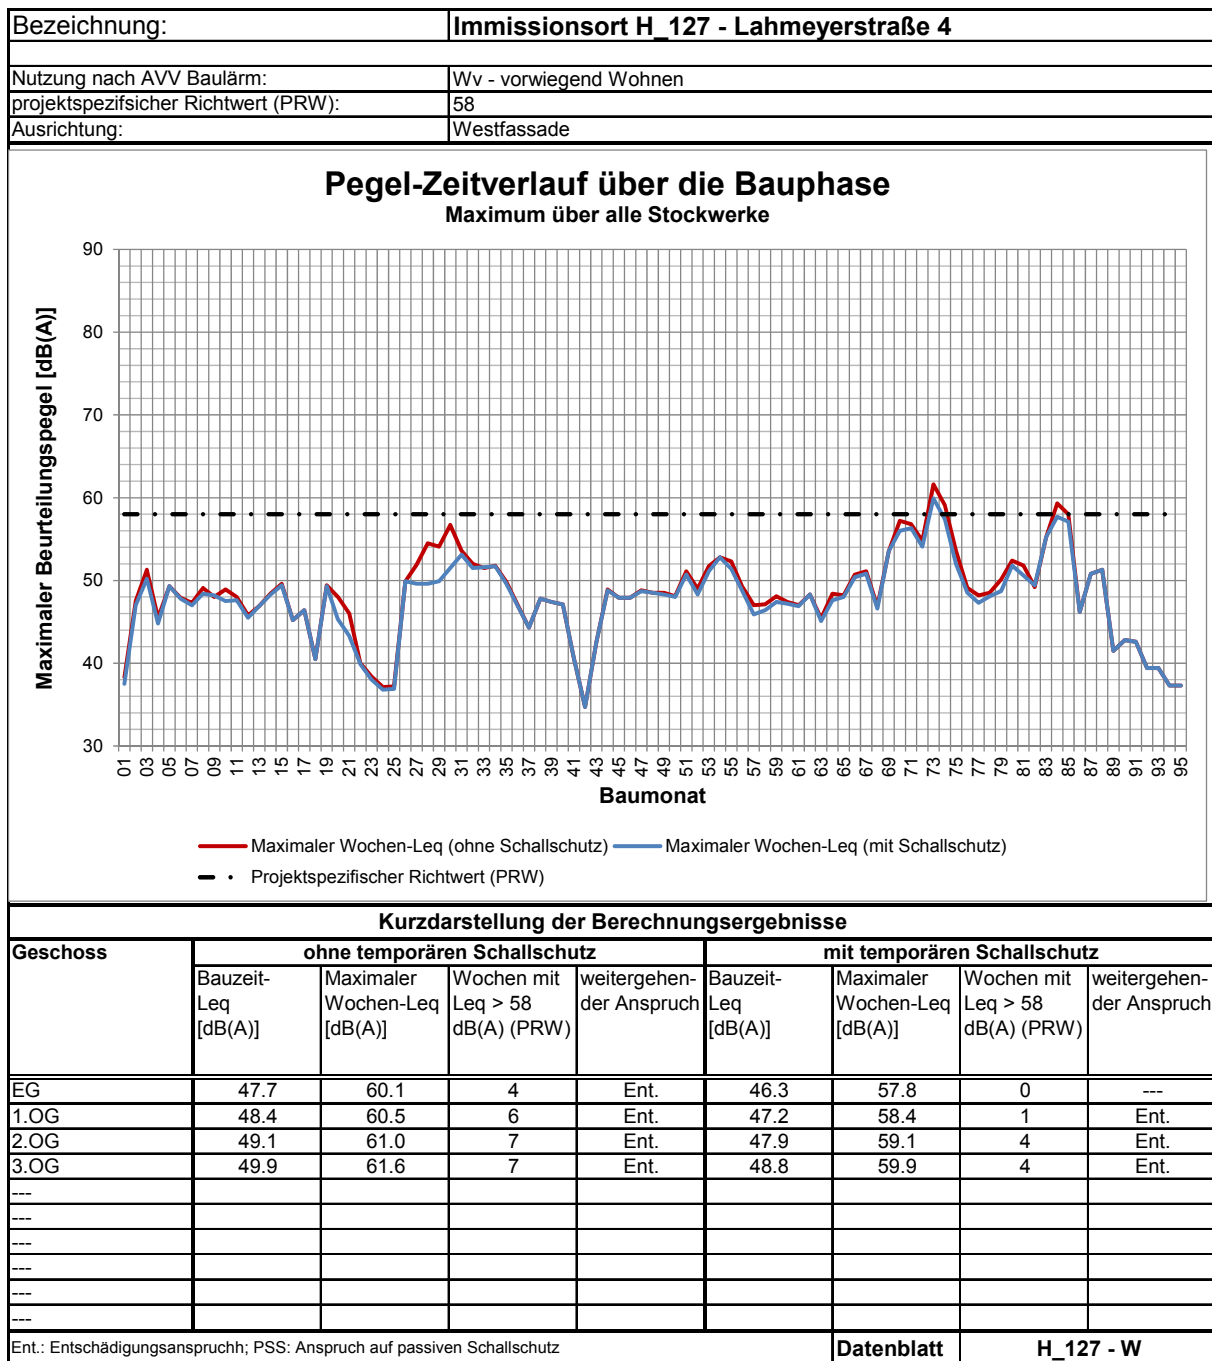 Bezeichnung: Immissionsort H_127 - Lahmeyerstraße 4
Nutzung nach AVV Baulärm: Wv - vorwiegend Wohnen
projektspezifsicher Richtwert (PRW): 58
Ausrichtung: Westfassade
Pegel-Zeitverlauf über die Bauphase
Maximum über alle Stockwerke
Maximaler Beurteilungspegel [dB(A)]
90
80
70
60
50
40
30
01 03 05 07 09 11 13 15 17 19 21 23 25 27 29 31 33 35 37 39 41 43 45 47 49 51 53 55 57 59 61 63 65 67 69 71 73 75 77 79 81 83 85 87 89 91 93 95
Baumonat
Maximaler Wochen-Leq (ohne Schallschutz) Maximaler Wochen-Leq (mit Schallschutz)
Projektspezifischer Richtwert (PRW)
Kurzdarstellung der Berechnungsergebnisse
Geschoss ohne temporären Schallschutz mit temporären Schallschutz
Bauzeit- Maximaler Wochen mit weitergehen- Bauzeit- Maximaler Wochen mit weitergehen-
Leq Wochen-Leq Leq > 58 der Anspruch Leq Wochen-Leq Leq > 58 der Anspruch
[dB(A)] [dB(A)] dB(A) (PRW) [dB(A)] [dB(A)] dB(A) (PRW)
EG 47.7 60.1 4 Ent. 46.3 57.8 0 ---
1.OG 48.4 60.5 6 Ent. 47.2 58.4 1 Ent.
2.OG 49.1 61.0 7 Ent. 47.9 59.1 4 Ent.
3.OG 49.9 61.6 7 Ent. 48.8 59.9 4 Ent.
---
---
---
---
---
---
Ent.: Entschädigungsanspruchh; PSS: Anspruch auf passiven Schallschutz Datenblatt H_127 - W